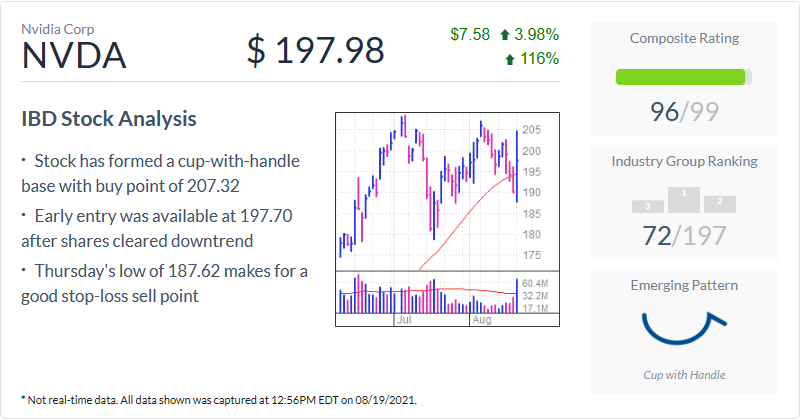 Nvidia Corp
NVDA
$ 197.98
$7.58 3.98%
116%
IBD Stock Analysis
· Stock has formed a cup-with-handle
base with buy point of 207.32
· Early entry was available at 197.70
after shares cleared downtrend
· Thursday's low of 187.62 makes for a
good stop-loss sell point
205
200
195
190
185
180
175
60.4M
32.2M
17.1M
Jul Aug
Composite Rating
96/99
Industry Group Ranking
3 1 2
72/197
Emerging Pattern
Cup with Handle
* Not real-time data. All data shown was captured at 12:56PM EDT on 08/19/2021.